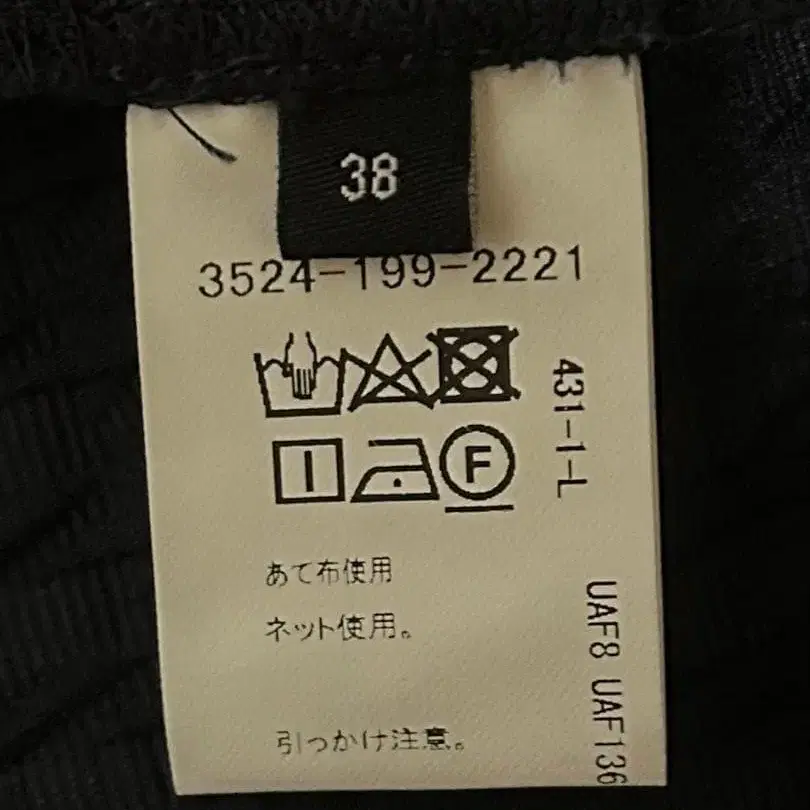 38
3524-199-2221
F
431-1-L
あて布使用
ネット使用。
引っかけ注意。
UAF8 UAF136